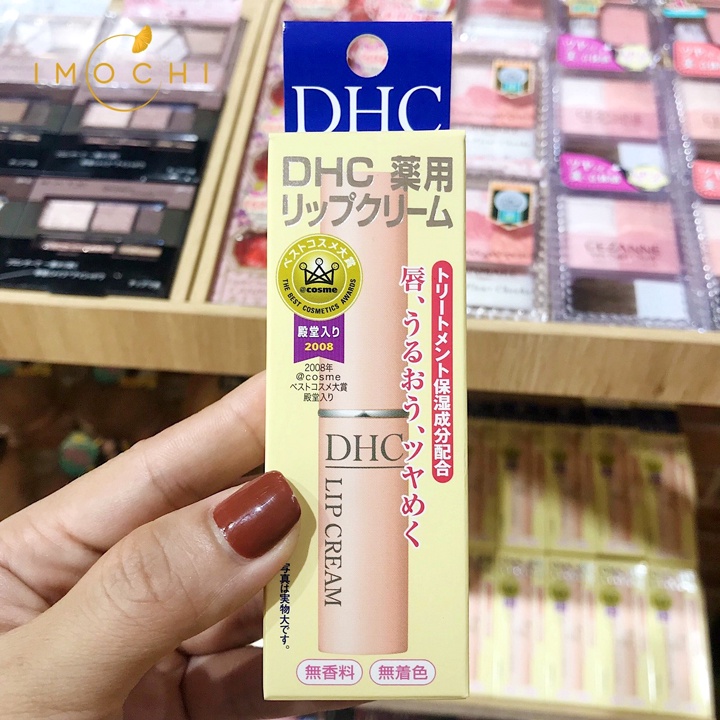 IMOCHI
DHC
DHC 薬用
リップクリーム
ベストコスメ大賞
@cosme
THE BEST COSMETICS AWARDS
殿堂入り
2008
2008年
@cosme
ベストコスメ大賞
殿堂入り
トリートメント保湿成分配合
唇、うるおう、ツヤめく
DHC
LIP CREAM
写真は実物大です。
無香料
無着色
CEZANNE